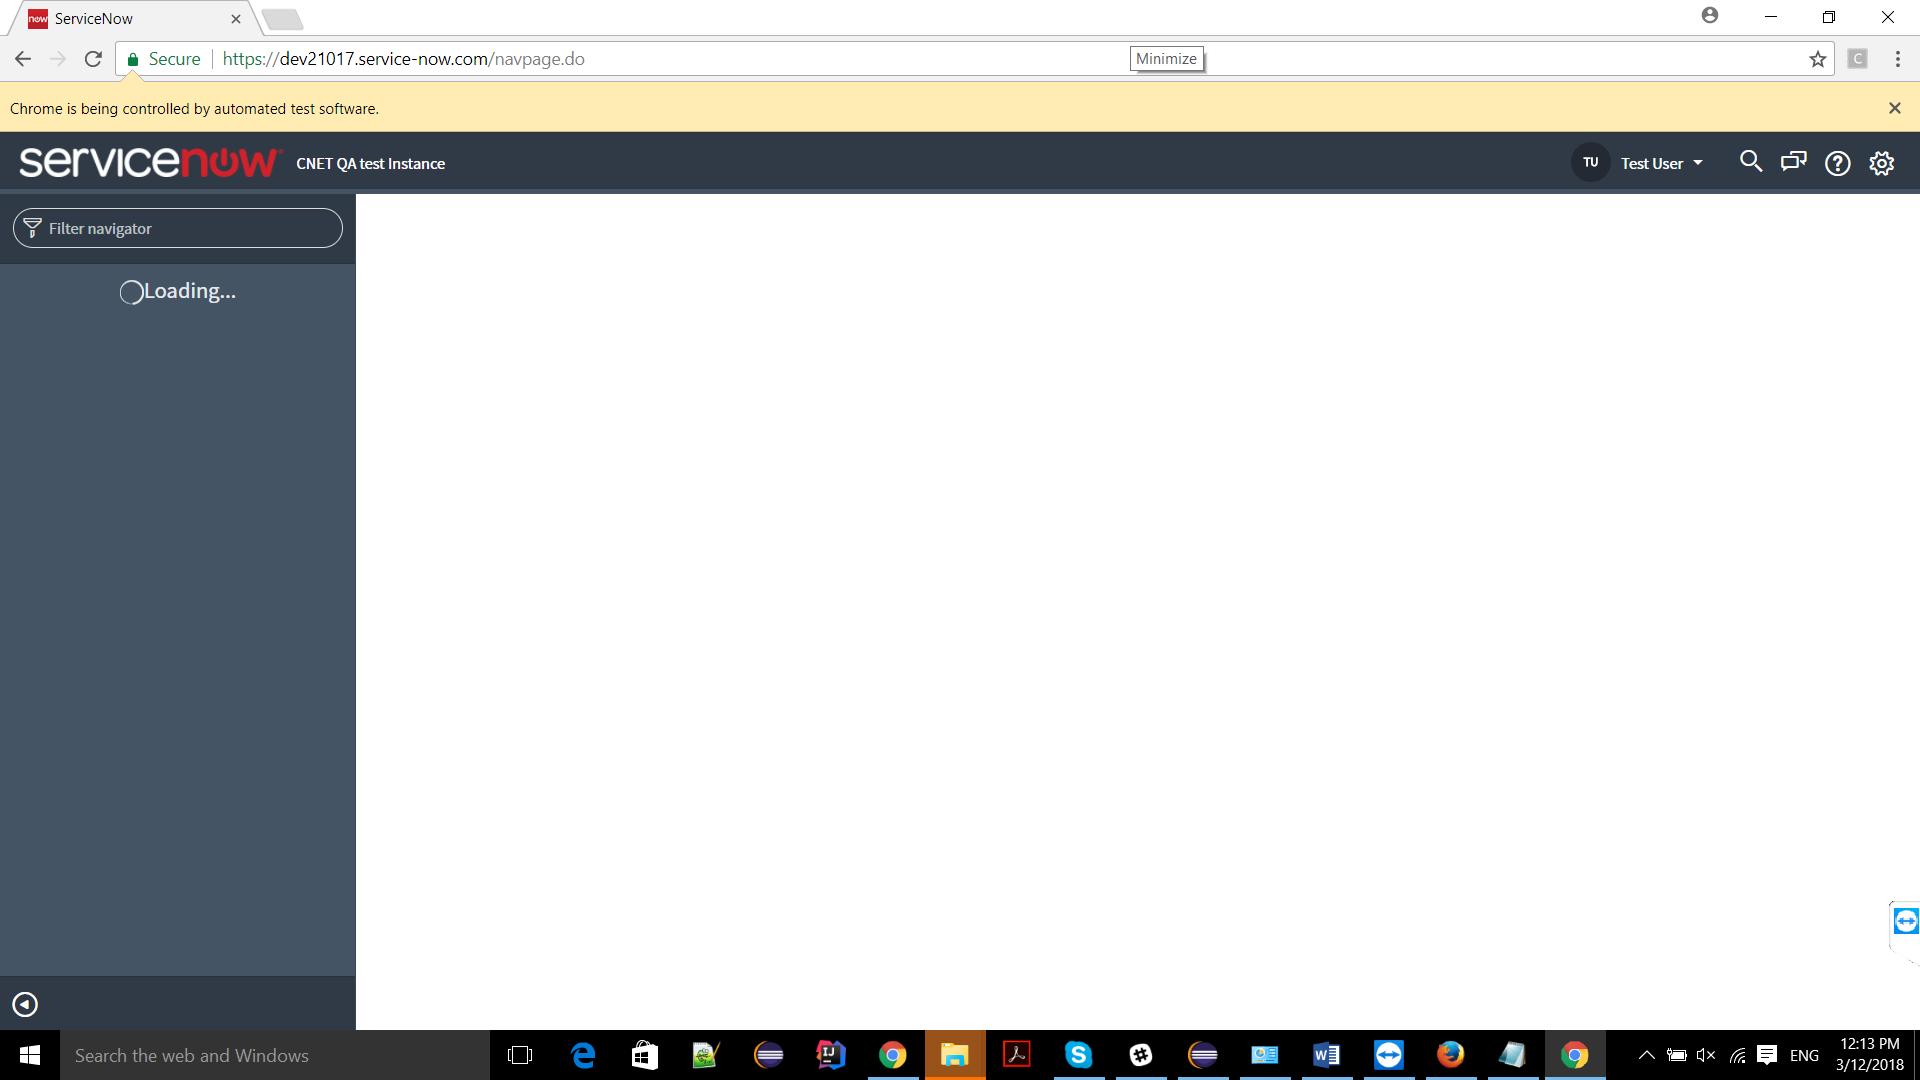 now ServiceNow
Secure https://dev21017.service-now.com/navpage.do
Minimize
C
Chrome is being controlled by automated test software.
servicenow CNET QA test Instance
TU Test User
Filter navigator
Loading...
Search the web and Windows
ENG
12:13 PM
3/12/2018